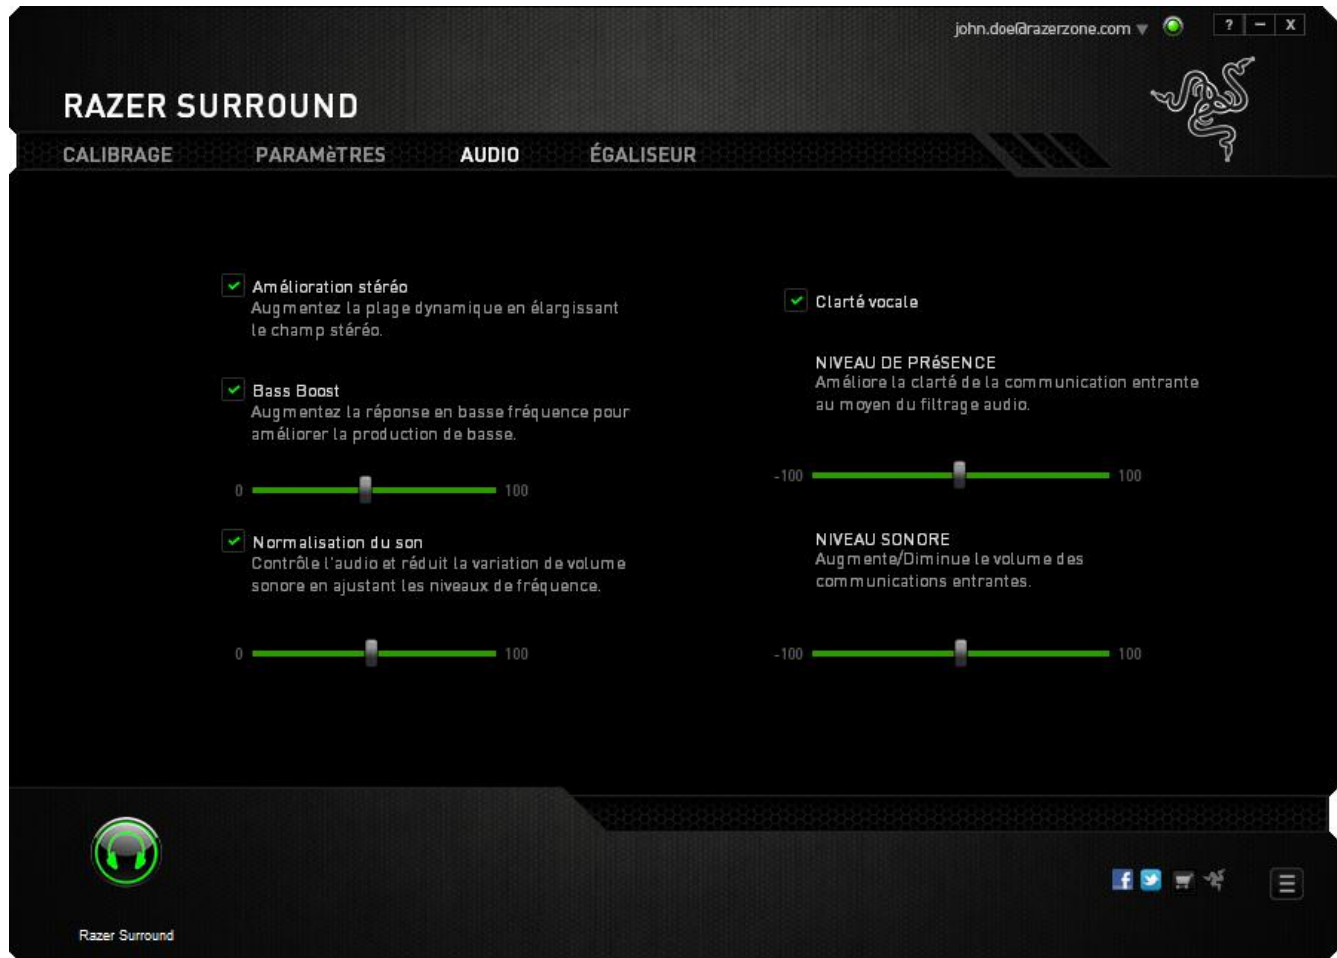 john.doe@razerzone.com
? – X
RAZER SURROUND
CALIBRAGE PARAMèTRES AUDIO ÉGALISEUR
Amélioration stéréo
Augmentez la plage dynamique en élargissant
le champ stéréo.
Bass Boost
Augmentez la réponse en basse fréquence pour
améliorer la production de basse.
0 100
Normalisation du son
Contrôle l'audio et réduit la variation de volume
sonore en ajustant les niveaux de fréquence.
0 100
Clarté vocale
NIVEAU DE PRéSENCE
Améliore la clarté de la communication entrante
au moyen du filtrage audio.
-100 100
NIVEAU SONORE
Augmente/Diminue le volume des
communications entrantes.
-100 100
Razer Surround